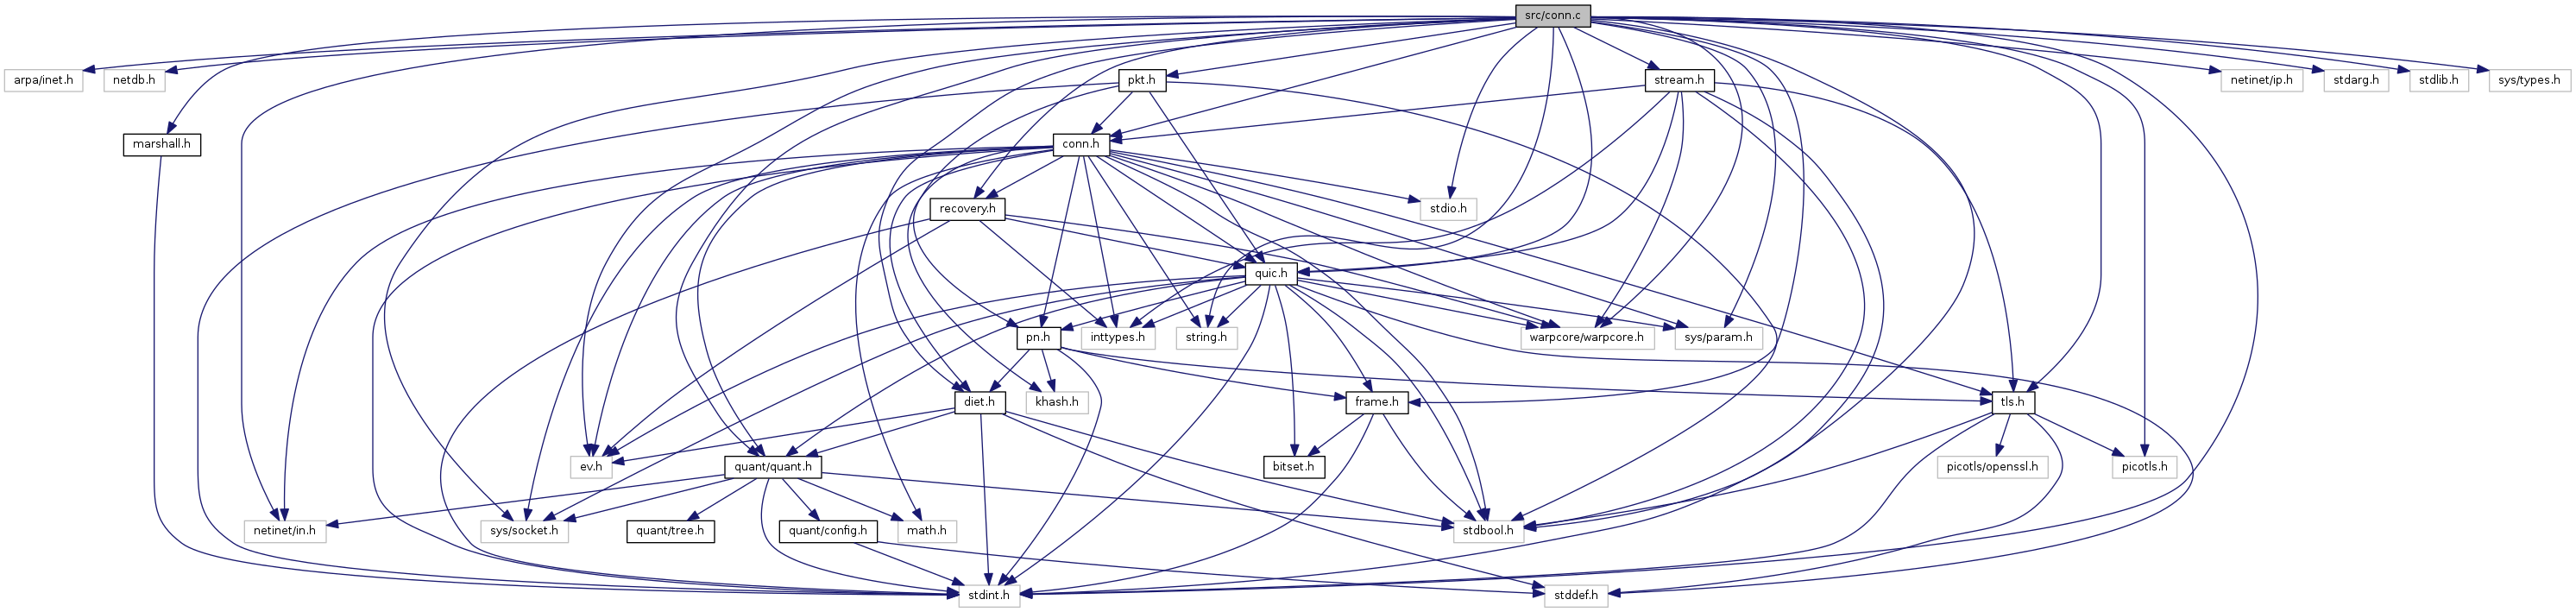 src/conn.c
arpa/inet.h
netdb.h
pkt.h
stream.h
netinet/ip.h
stdarg.h
stdlib.h
sys/types.h
marshall.h
conn.h
recovery.h
stdio.h
quic.h
pn.h
inttypes.h
string.h
warpcore/warpcore.h
sys/param.h
diet.h
khash.h
frame.h
tls.h
ev.h
quant/quant.h
bitset.h
picotls/openssl.h
picotls.h
netinet/in.h
sys/socket.h
quant/tree.h
quant/config.h
math.h
stdbool.h
stdint.h
stddef.h